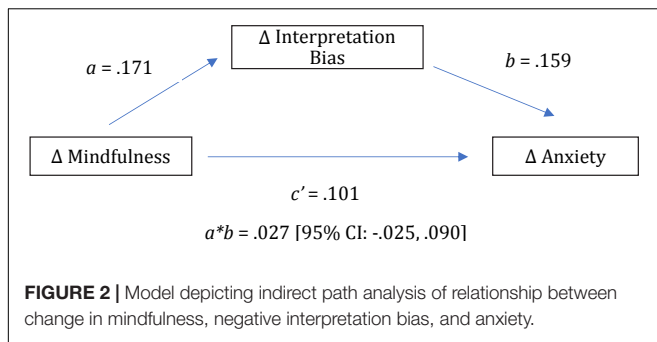 Δ Interpretation
Bias
a = .171
b = .159
Δ Mindfulness
Δ Anxiety
c' = .101
a*b = .027 [95% CI: -.025, .090]
FIGURE 2 | Model depicting indirect path analysis of relationship between
change in mindfulness, negative interpretation bias, and anxiety.